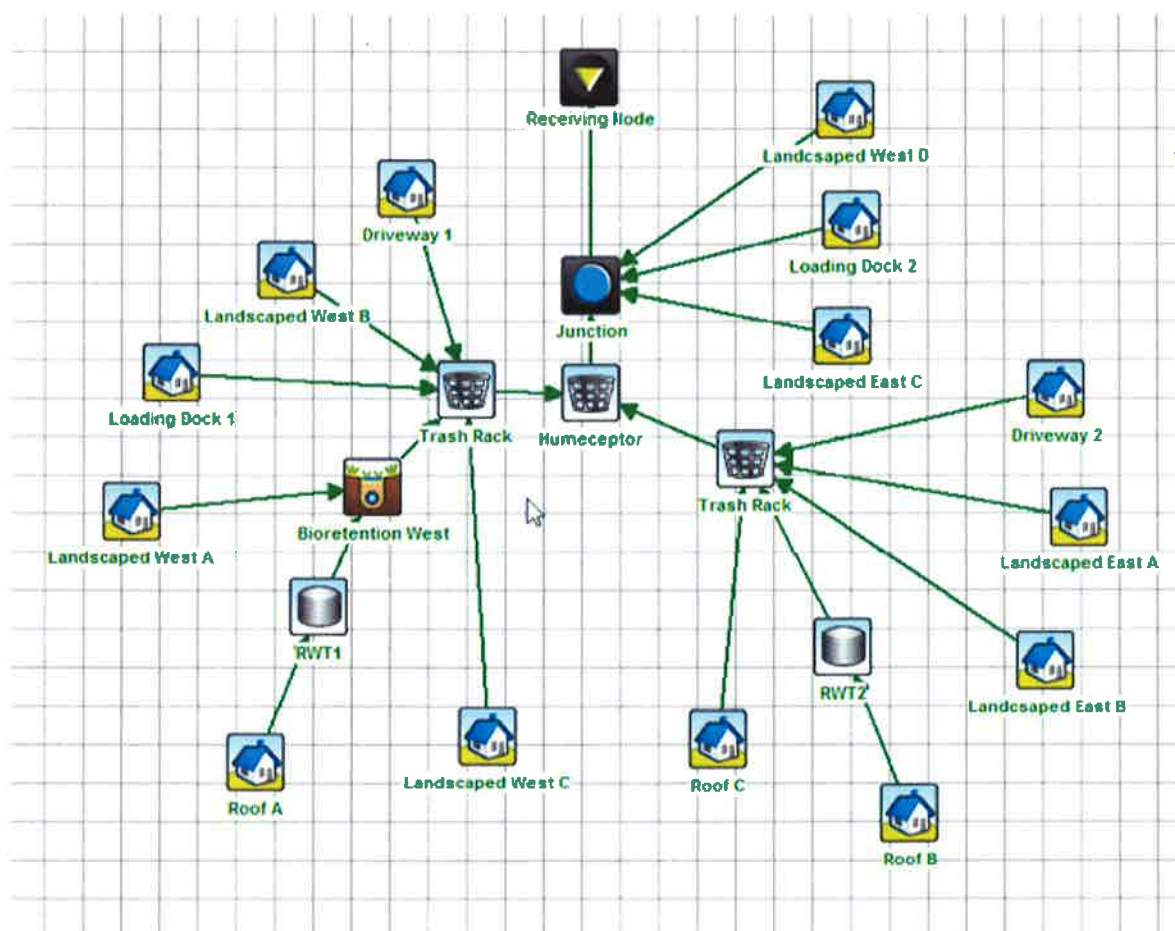 Receiving Node
Landcsaped West D
Driveway 1
Loading Dock 2
Landscaped West B
Junction
Landscaped East C
Loading Dock 1
Trash Rack
Humeceptor
Driveway 2
Trash Rack
Bioretention West
Landscaped West A
Landscaped East A
RWT1
RWT2
Landcsaped East B
Landscaped West C
Roof C
Roof A
Roof B